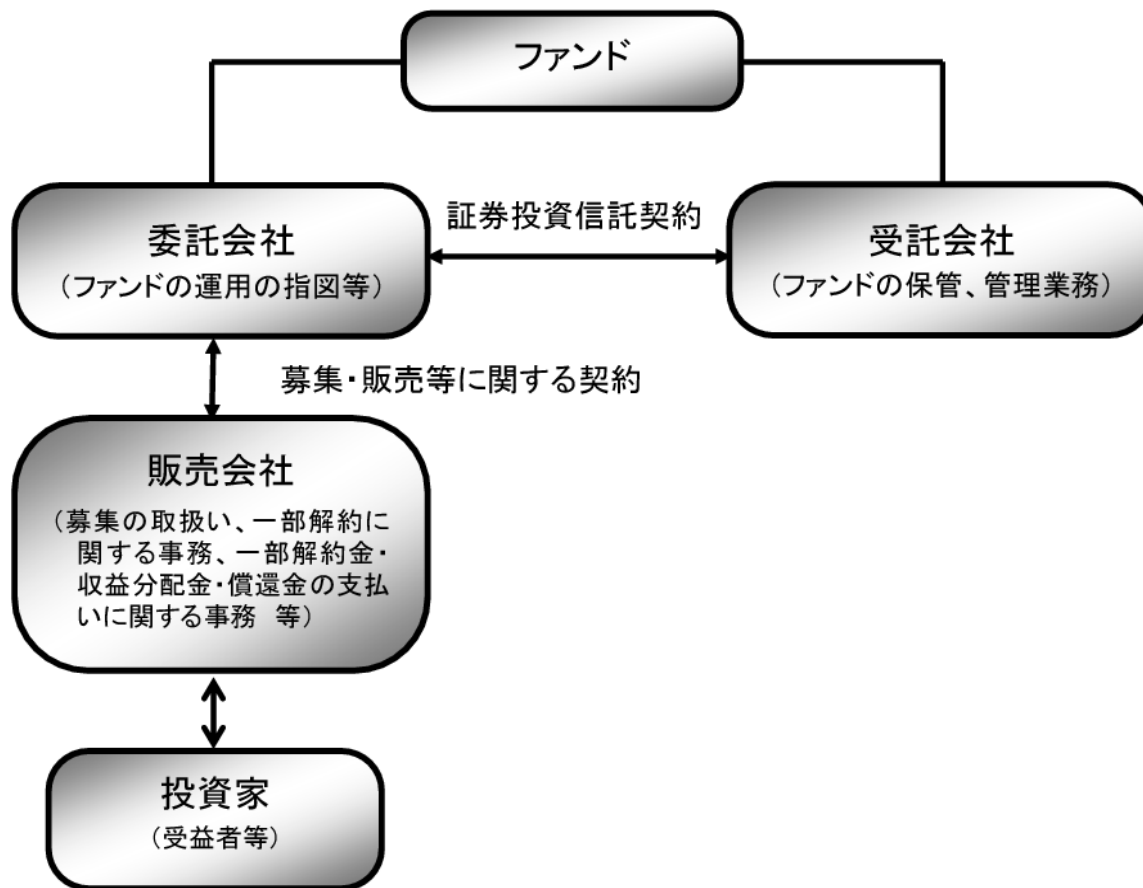 ファンド
証券投資信託契約
委託会社
（ファンドの運用の指図等）
受託会社
（ファンドの保管、管理業務）
募集・販売等に関する契約
販売会社
（募集の取扱い、一部解約に
関する事務、一部解約金・
収益分配金・償還金の支払
いに関する事務　等）
投資家
（受益者等）